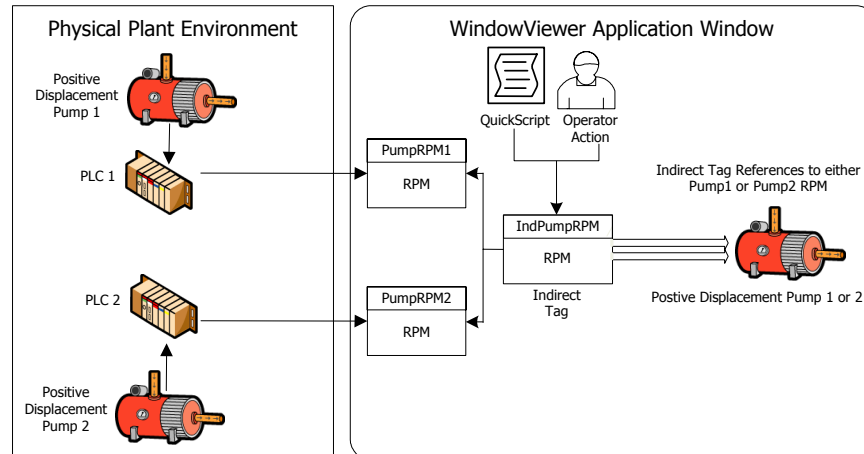 Physical Plant Environment
Positive
Displacement
Pump 1
PLC 1
PLC 2
Positive
Displacement
Pump 2
WindowViewer Application Window
QuickScript
Operator
Action
PumpRPM1
RPM
IndPumpRPM
RPM
Indirect
Tag
PumpRPM2
RPM
Indirect Tag References to either
Pump1 or Pump2 RPM
Postive Displacement Pump 1 or 2